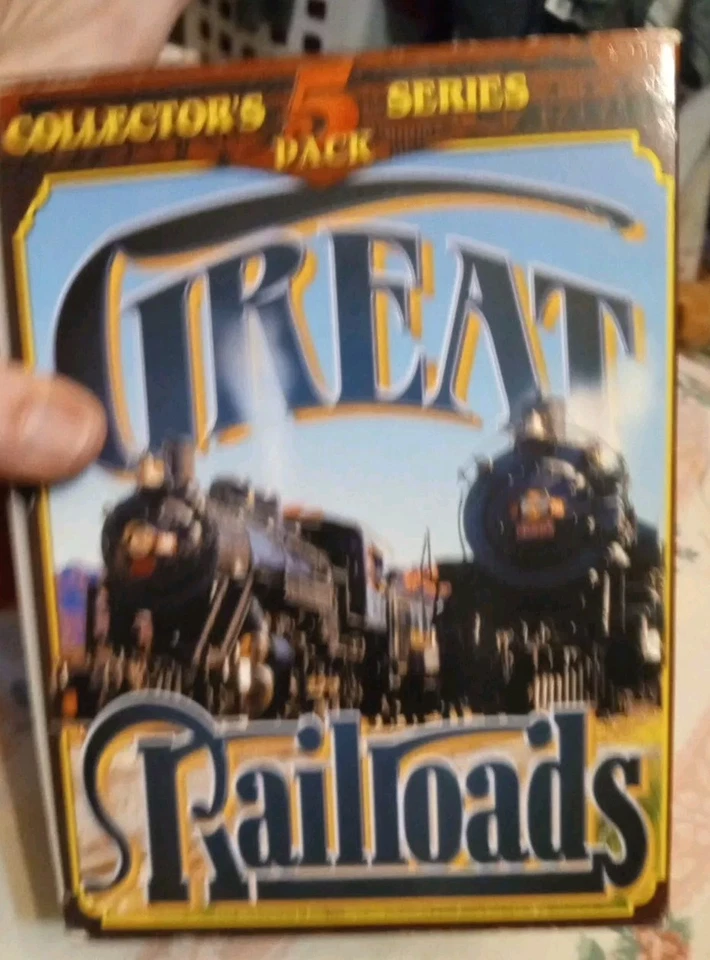 COLLECTOR'S 5 SERIES
PACK
GREAT
Railroads